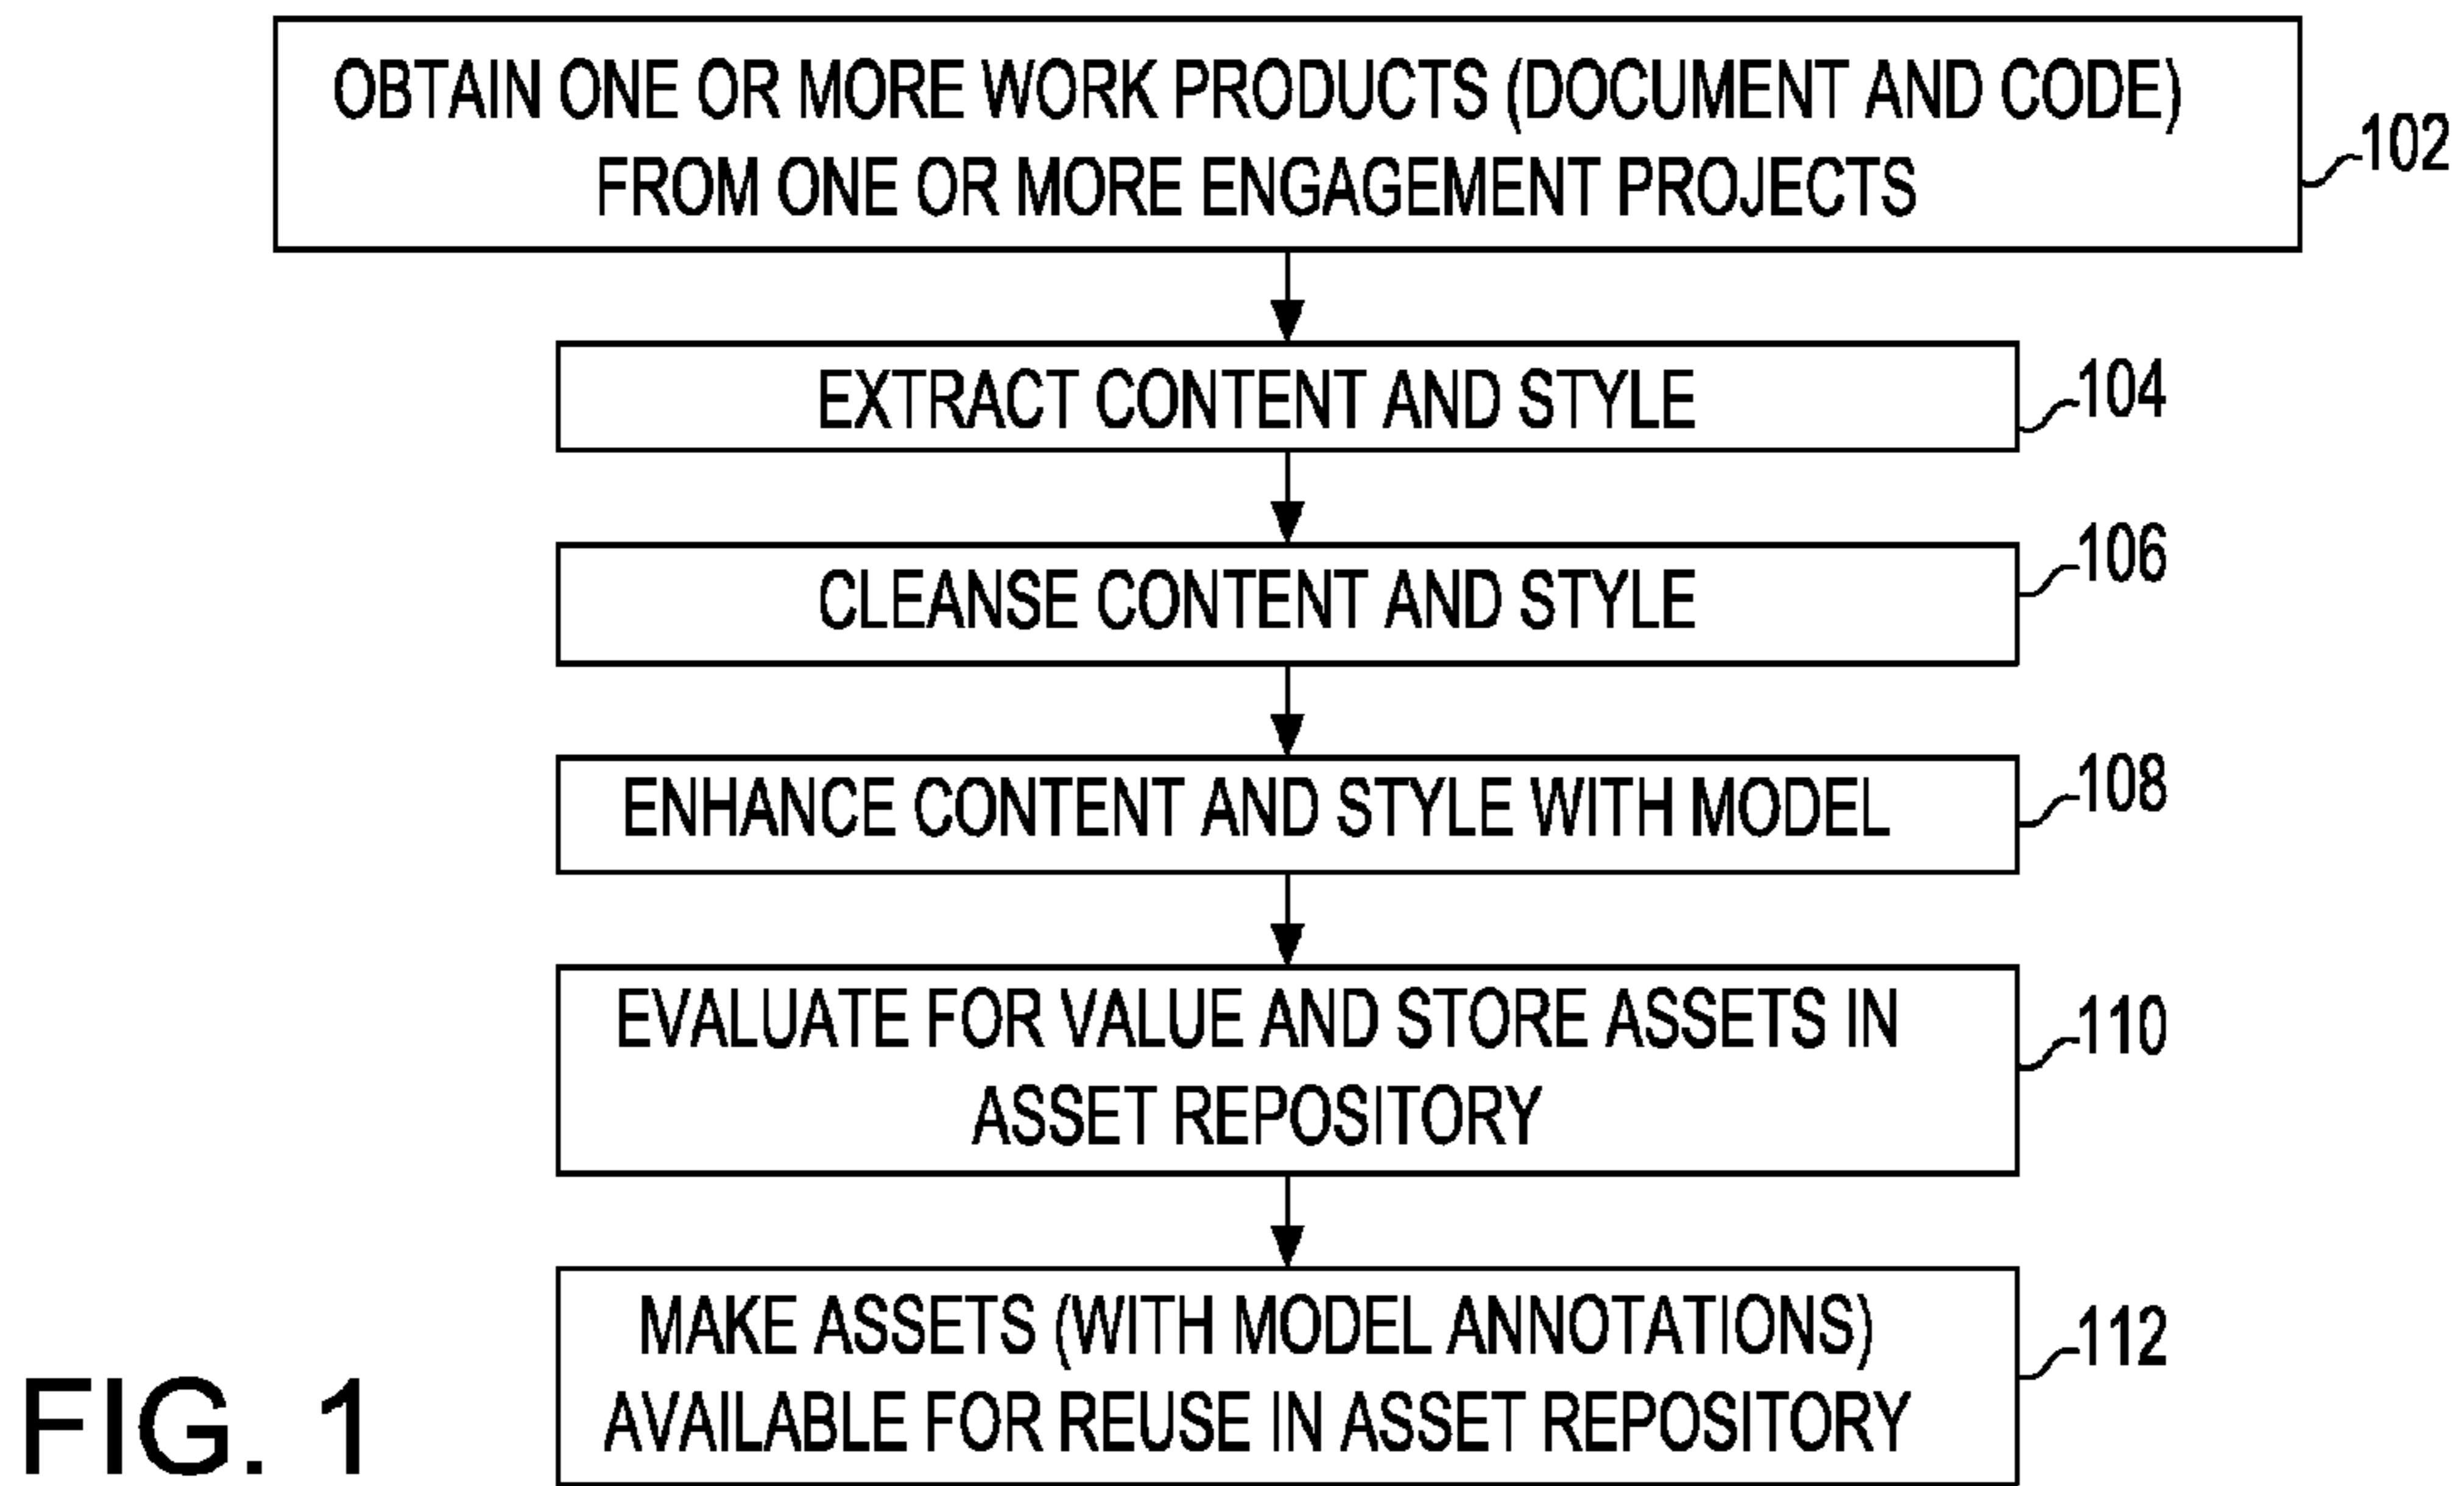 OBTAIN ONE OR MORE WORK PRODUCTS (DOCUMENT AND CODE)
FROM ONE OR MORE ENGAGEMENT PROJECTS
102
EXTRACT CONTENT AND STYLE
104
CLEANSE CONTENT AND STYLE
106
ENHANCE CONTENT AND STYLE WITH MODEL
108
EVALUATE FOR VALUE AND STORE ASSETS IN
ASSET REPOSITORY
110
MAKE ASSETS (WITH MODEL ANNOTATIONS)
AVAILABLE FOR REUSE IN ASSET REPOSITORY
112
FIG. 1